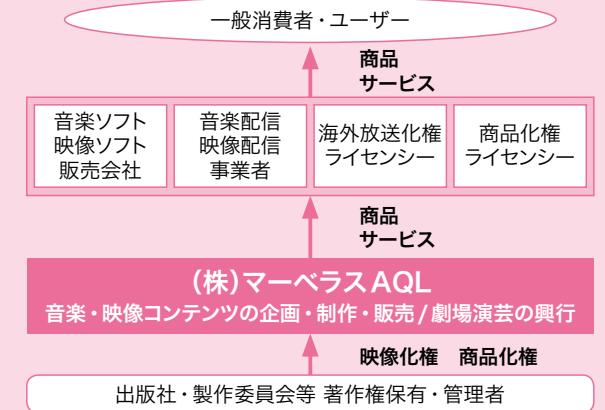 一般消費者・ユーザー
商品
サービス
音楽ソフト
映像ソフト
販売会社
音楽配信
映像配信
事業者
海外放送化権
ライセンシー
商品化権
ライセンシー
商品
サービス
(株)マーベラスAQL
音楽・映像コンテンツの企画・制作・販売/劇場演芸の興行
映像化権 商品化権
出版社・製作委員会等 著作権保有・管理者